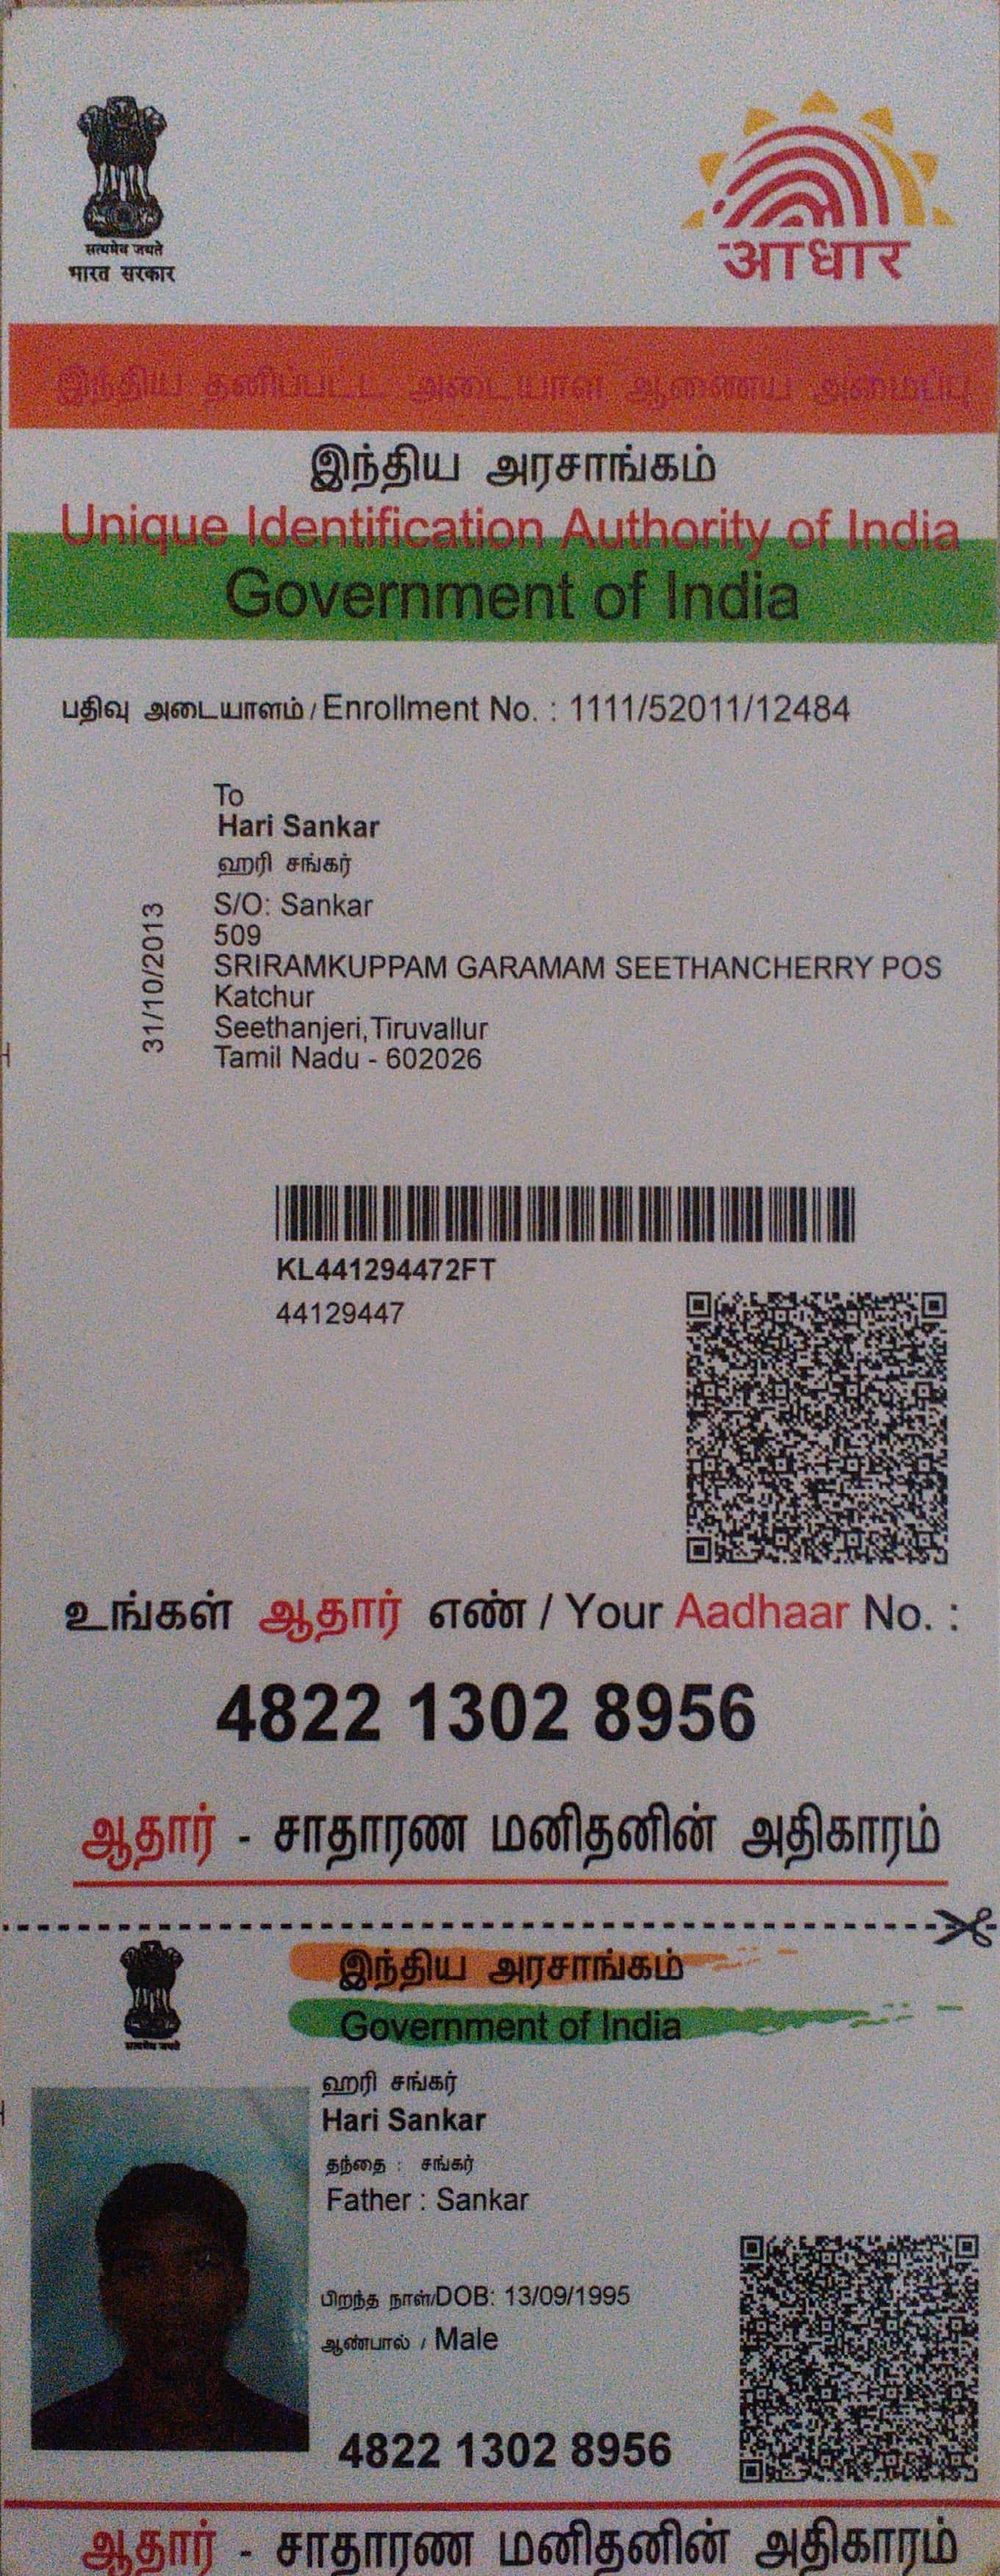 सत्यमेव जयते
भारत सरकार
आधार
இந்திய தனிப்பட்ட அடையாள ஆணைய அமைப்பு
இந்திய அரசாங்கம்
Unique Identification Authority of India
Government of India
பதிவு அடையாளம் / Enrollment No. : 1111/52011/12484
To
Hari Sankar
ஹரி சங்கர்
S/O: Sankar
509
SRIRAMKUPPAM GARAMAM SEETHANCHERRY POS
Katchur
Seethanjeri,Tiruvallur
Tamil Nadu - 602026
31/10/2013
KL441294472FT
44129447
உங்கள் ஆதார் எண் / Your Aadhaar No. :
4822 1302 8956
ஆதார் - சாதாரண மனிதனின் அதிகாரம்
இந்திய அரசாங்கம்
Government of India
ஹரி சங்கர்
Hari Sankar
தந்தை : சங்கர்
Father : Sankar
பிறந்த நாள்/DOB: 13/09/1995
ஆண்பால் / Male
4822 1302 8956
ஆதார் - சாதாரண மனிதனின் அதிகாரம்